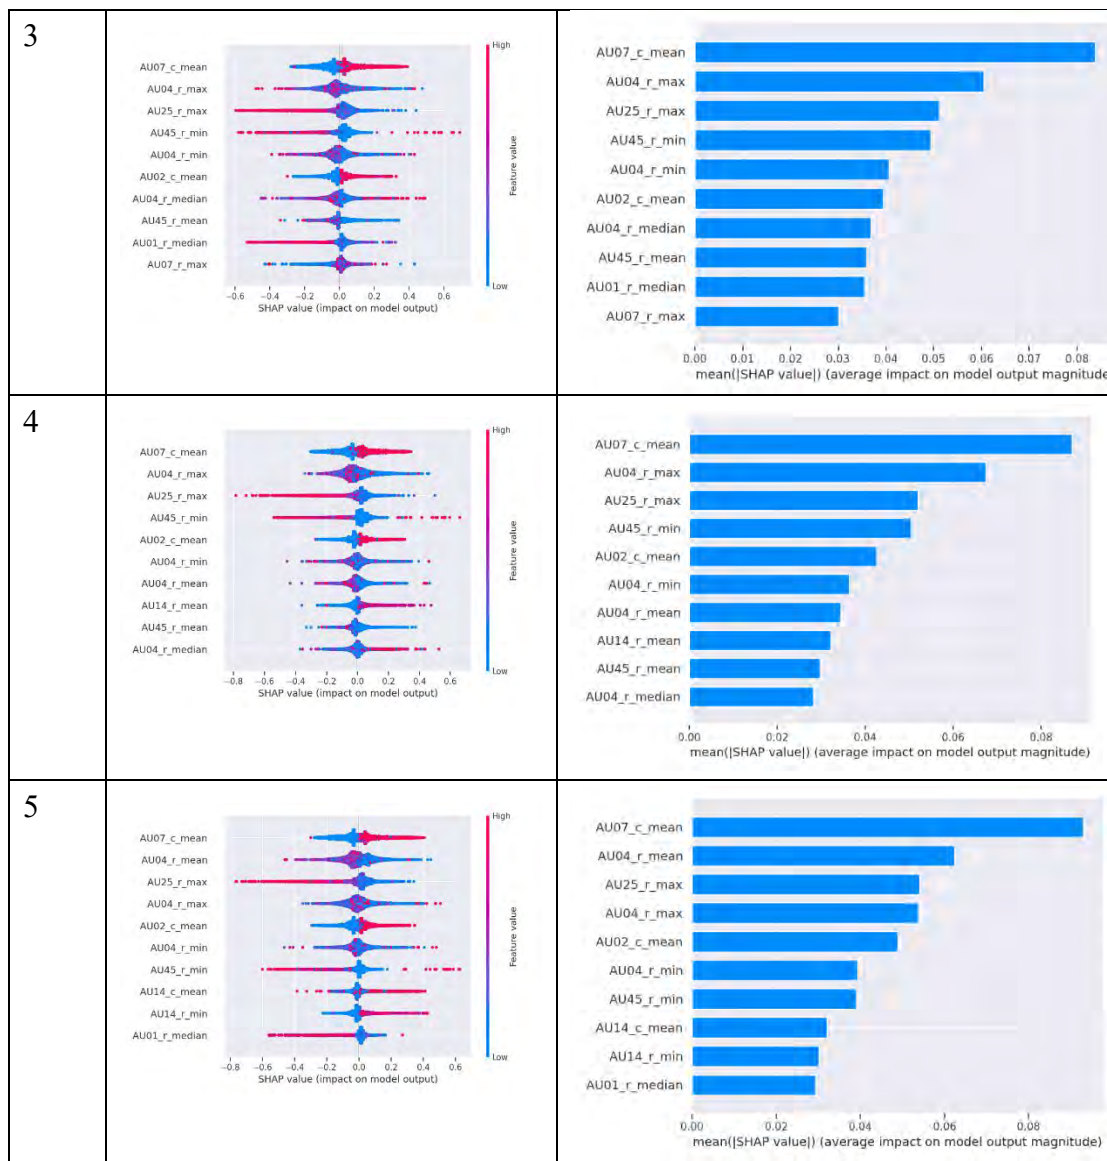 3
High
AU07_c_mean
AU04_r_max
AU25_r_max
AU45_r_min
AU04_r_min
AU02_c_mean
AU04_r_median
AU45_r_mean
AU01_r_median
AU07_r_max
Feature value
Low
−0.6 −0.4 −0.2 0.0 0.2 0.4 0.6
SHAP value (impact on model output)
AU07_c_mean
AU04_r_max
AU25_r_max
AU45_r_min
AU04_r_min
AU02_c_mean
AU04_r_median
AU45_r_mean
AU01_r_median
AU07_r_max
0.00 0.01 0.02 0.03 0.04 0.05 0.06 0.07 0.08
mean(|SHAP value|) (average impact on model output magnitude
4
High
AU07_c_mean
AU04_r_max
AU25_r_max
AU45_r_min
AU02_c_mean
AU04_r_min
AU04_r_mean
AU14_r_mean
AU45_r_mean
AU04_r_median
Feature value
Low
−0.8 −0.6 −0.4 −0.2 0.0 0.2 0.4 0.6
SHAP value (impact on model output)
AU07_c_mean
AU04_r_max
AU25_r_max
AU45_r_min
AU02_c_mean
AU04_r_min
AU04_r_mean
AU14_r_mean
AU45_r_mean
AU04_r_median
0.00 0.02 0.04 0.06 0.08
mean(|SHAP value|) (average impact on model output magnitude)
5
High
AU07_c_mean
AU04_r_mean
AU25_r_max
AU04_r_max
AU02_c_mean
AU04_r_min
AU45_r_min
AU14_c_mean
AU14_r_min
AU01_r_median
Feature value
Low
−0.8 −0.6 −0.4 −0.2 0.0 0.2 0.4 0.6
SHAP value (impact on model output)
AU07_c_mean
AU04_r_mean
AU25_r_max
AU04_r_max
AU02_c_mean
AU04_r_min
AU45_r_min
AU14_c_mean
AU14_r_min
AU01_r_median
0.00 0.02 0.04 0.06 0.08
mean(|SHAP value|) (average impact on model output magnitude)